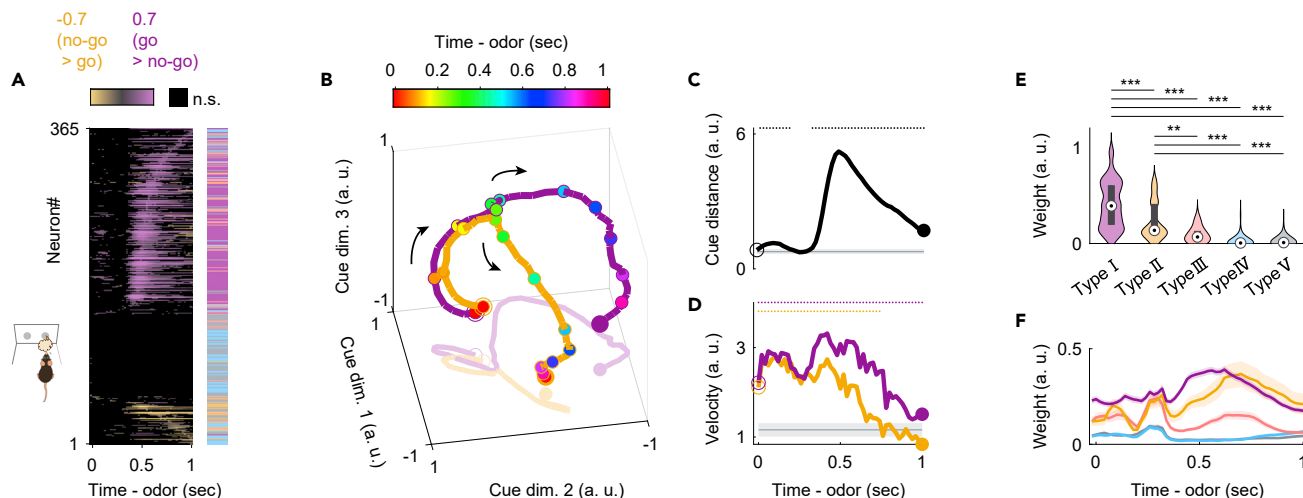 -0.7 0.7
(no-go (go
> go) > no-go)
A
n.s.
365
Neuron#
1
0 0.5 1
Time - odor (sec)
B
Time - odor (sec)
0 0.2 0.4 0.6 0.8 1
1
Cue dim. 3 (a. u.)
-1
1
Cue dim. 1 (a. u.)
-1
1
-1
Cue dim. 2 (a. u.)
C
6
Cue distance (a. u.)
0
D
3
Velocity (a. u.)
1
0 0.5 1
Time - odor (sec)
E
***
***
***
***
**
***
***
1
Weight (a. u.)
0
Type I Type II Type III Type IV Type V
F
0.5
Weight (a. u.)
0
0 0.5 1
Time - odor (sec)